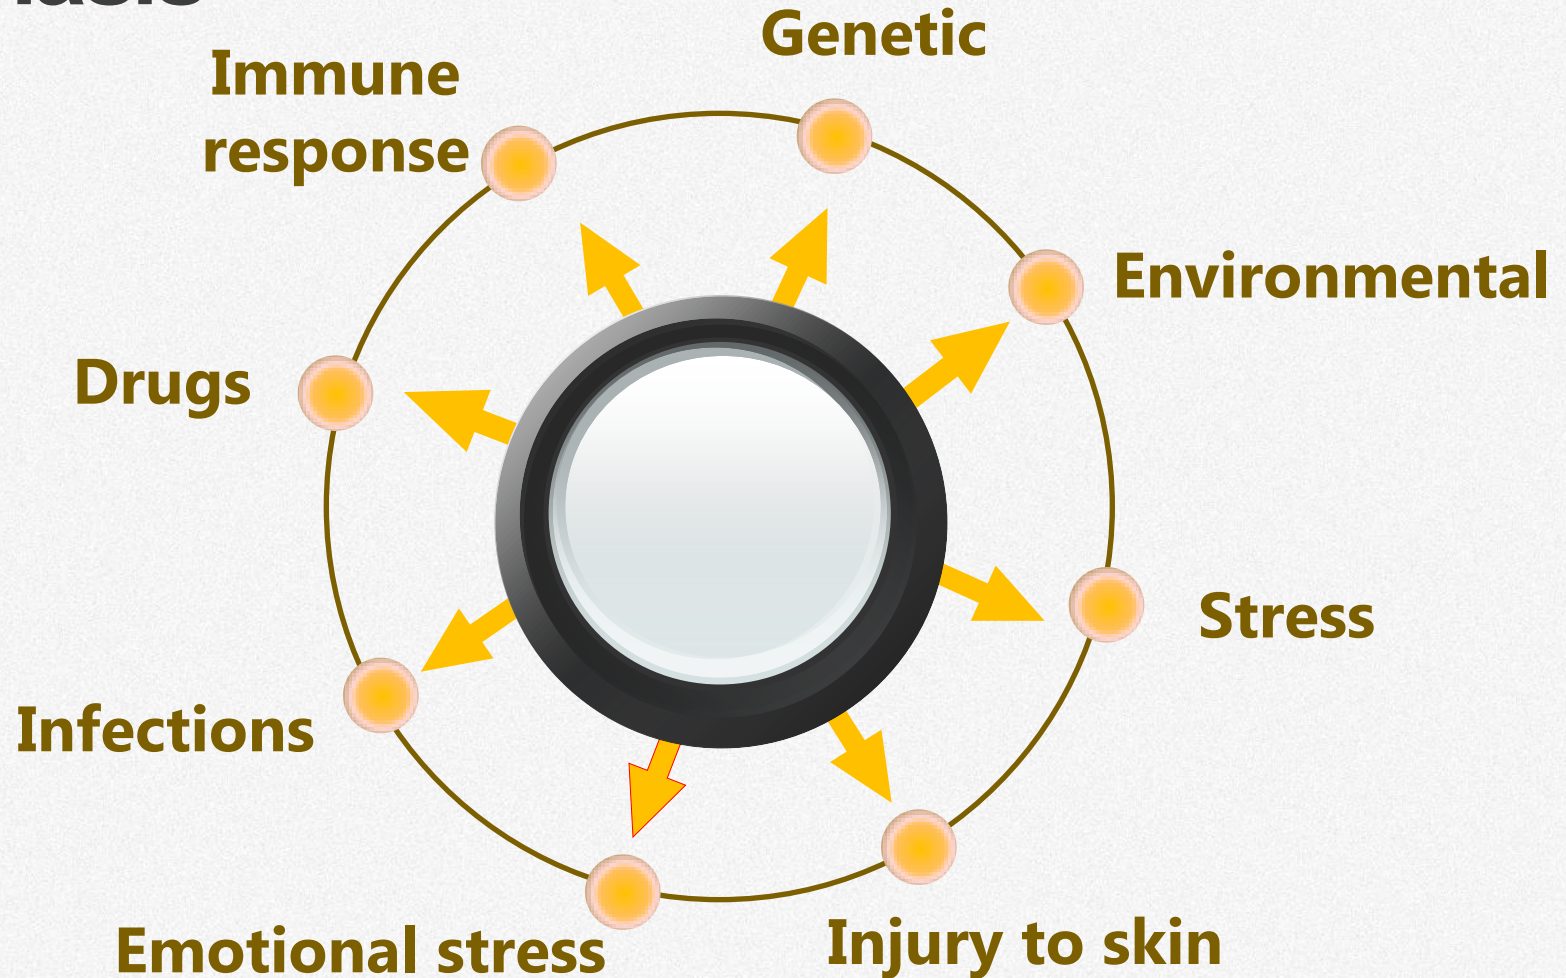 Genetic
Immune
response
Environmental
Drugs
Stress
Infections
Injury to skin
Emotional stress